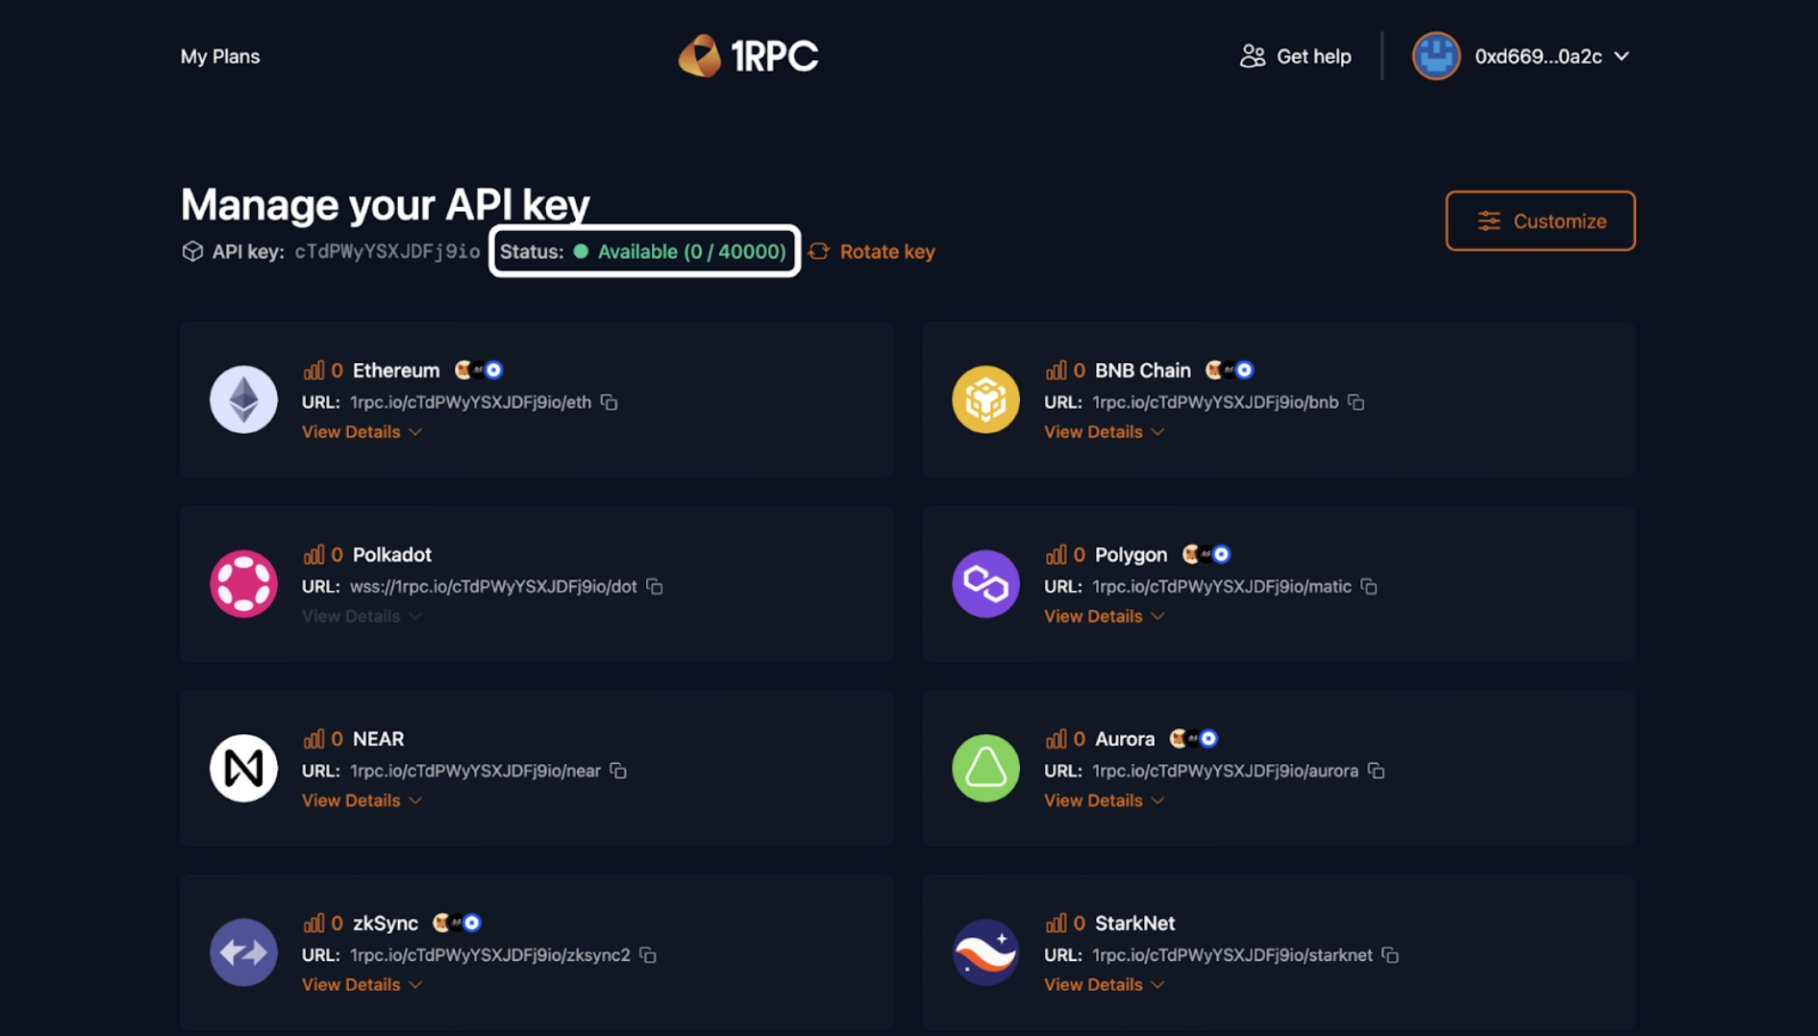 My Plans
1RPC
Get help
0xd669...0a2c
Manage your API key
Customize
API key: cTdPWyYSXJDFj9io Status: Available (0 / 40000) Rotate key
0 Ethereum
URL: 1rpc.io/cTdPWyYSXJDFj9io/eth
View Details
0 BNB Chain
URL: 1rpc.io/cTdPWyYSXJDFj9io/bnb
View Details
0 Polkadot
URL: wss://1rpc.io/cTdPWyYSXJDFj9io/dot
View Details
0 Polygon
URL: 1rpc.io/cTdPWyYSXJDFj9io/matic
View Details
0 NEAR
URL: 1rpc.io/cTdPWyYSXJDFj9io/near
View Details
0 Aurora
URL: 1rpc.io/cTdPWyYSXJDFj9io/aurora
View Details
0 zkSync
URL: 1rpc.io/cTdPWyYSXJDFj9io/zksync2
View Details
0 StarkNet
URL: 1rpc.io/cTdPWyYSXJDFj9io/starknet
View Details